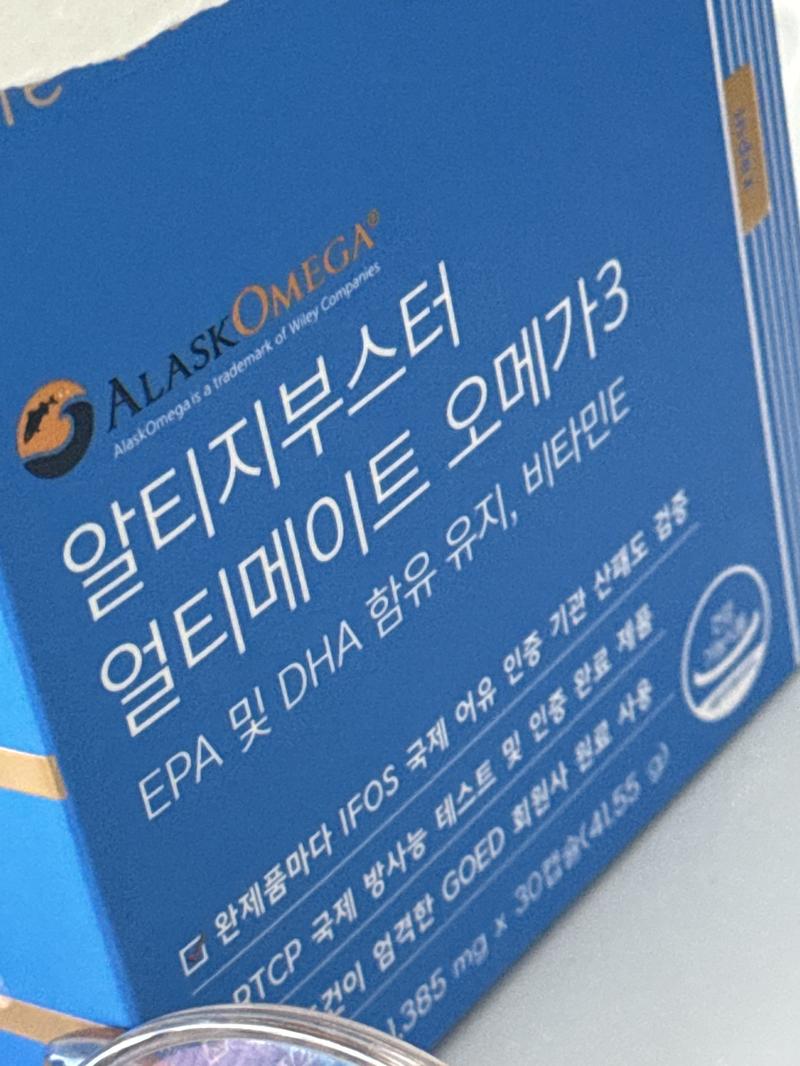 ALASKOMEGA®
AlaskOmega is a trademark of Wiley Companies
알티지부스터
얼티메이트 오메가3
EPA 및 DHA 함유 유지, 비타민E
완제품마다 IFOS 국제 어유 인증 기관 산패도 검증
PTCP 국제 방사능 테스트 및 인증 완료 제품
엄격한 GOED 회원사 원료 사용
1,385 mg x 30캡슐(41.55 g)